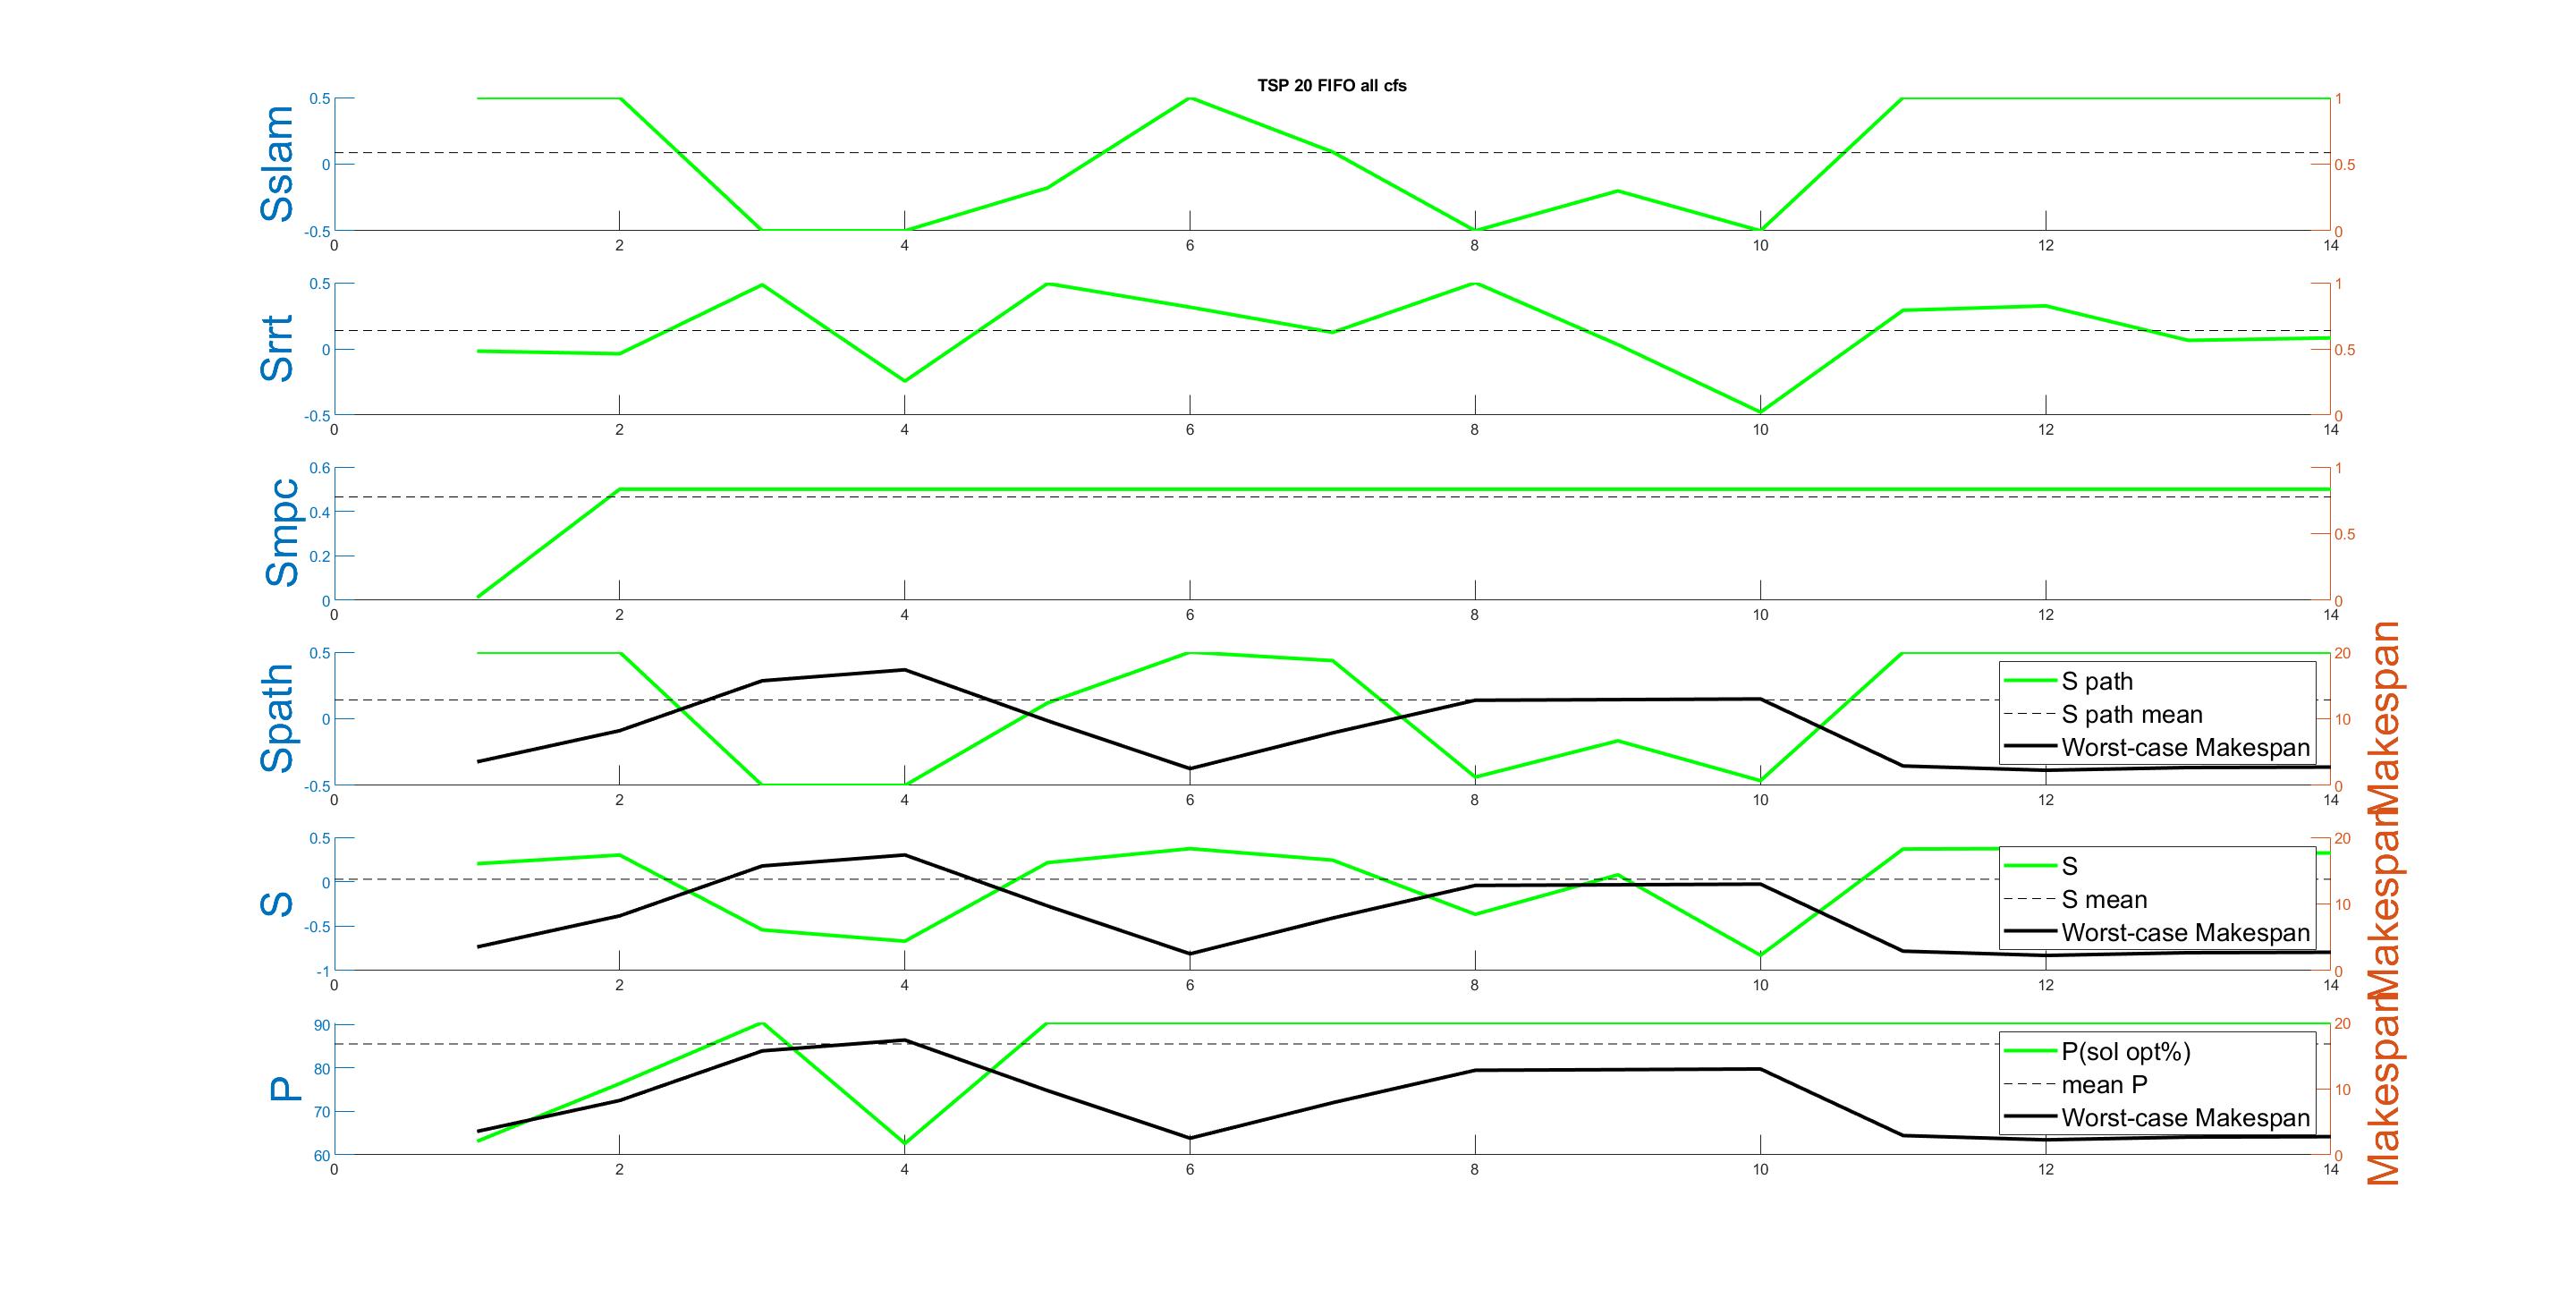 TSP 20 FIFO all cfs
Sslam
0.5
0
-0.5
1
0.5
0
0 2 4 6 8 10 12 14
Srrt
0.5
0
-0.5
1
0.5
0
0 2 4 6 8 10 12 14
Smpc
0.6
0.4
0.2
0
1
0.5
0
0 2 4 6 8 10 12 14
Spath
0.5
0
-0.5
S path
S path mean
Worst-case Makespan
20
10
0
Makespan
0 2 4 6 8 10 12 14
S
0.5
0
-0.5
-1
S
S mean
Worst-case Makespan
20
10
0
Makespan
0 2 4 6 8 10 12 14
P
90
80
70
60
P(sol opt%)
mean P
Worst-case Makespan
20
10
0
Makespan
0 2 4 6 8 10 12 14